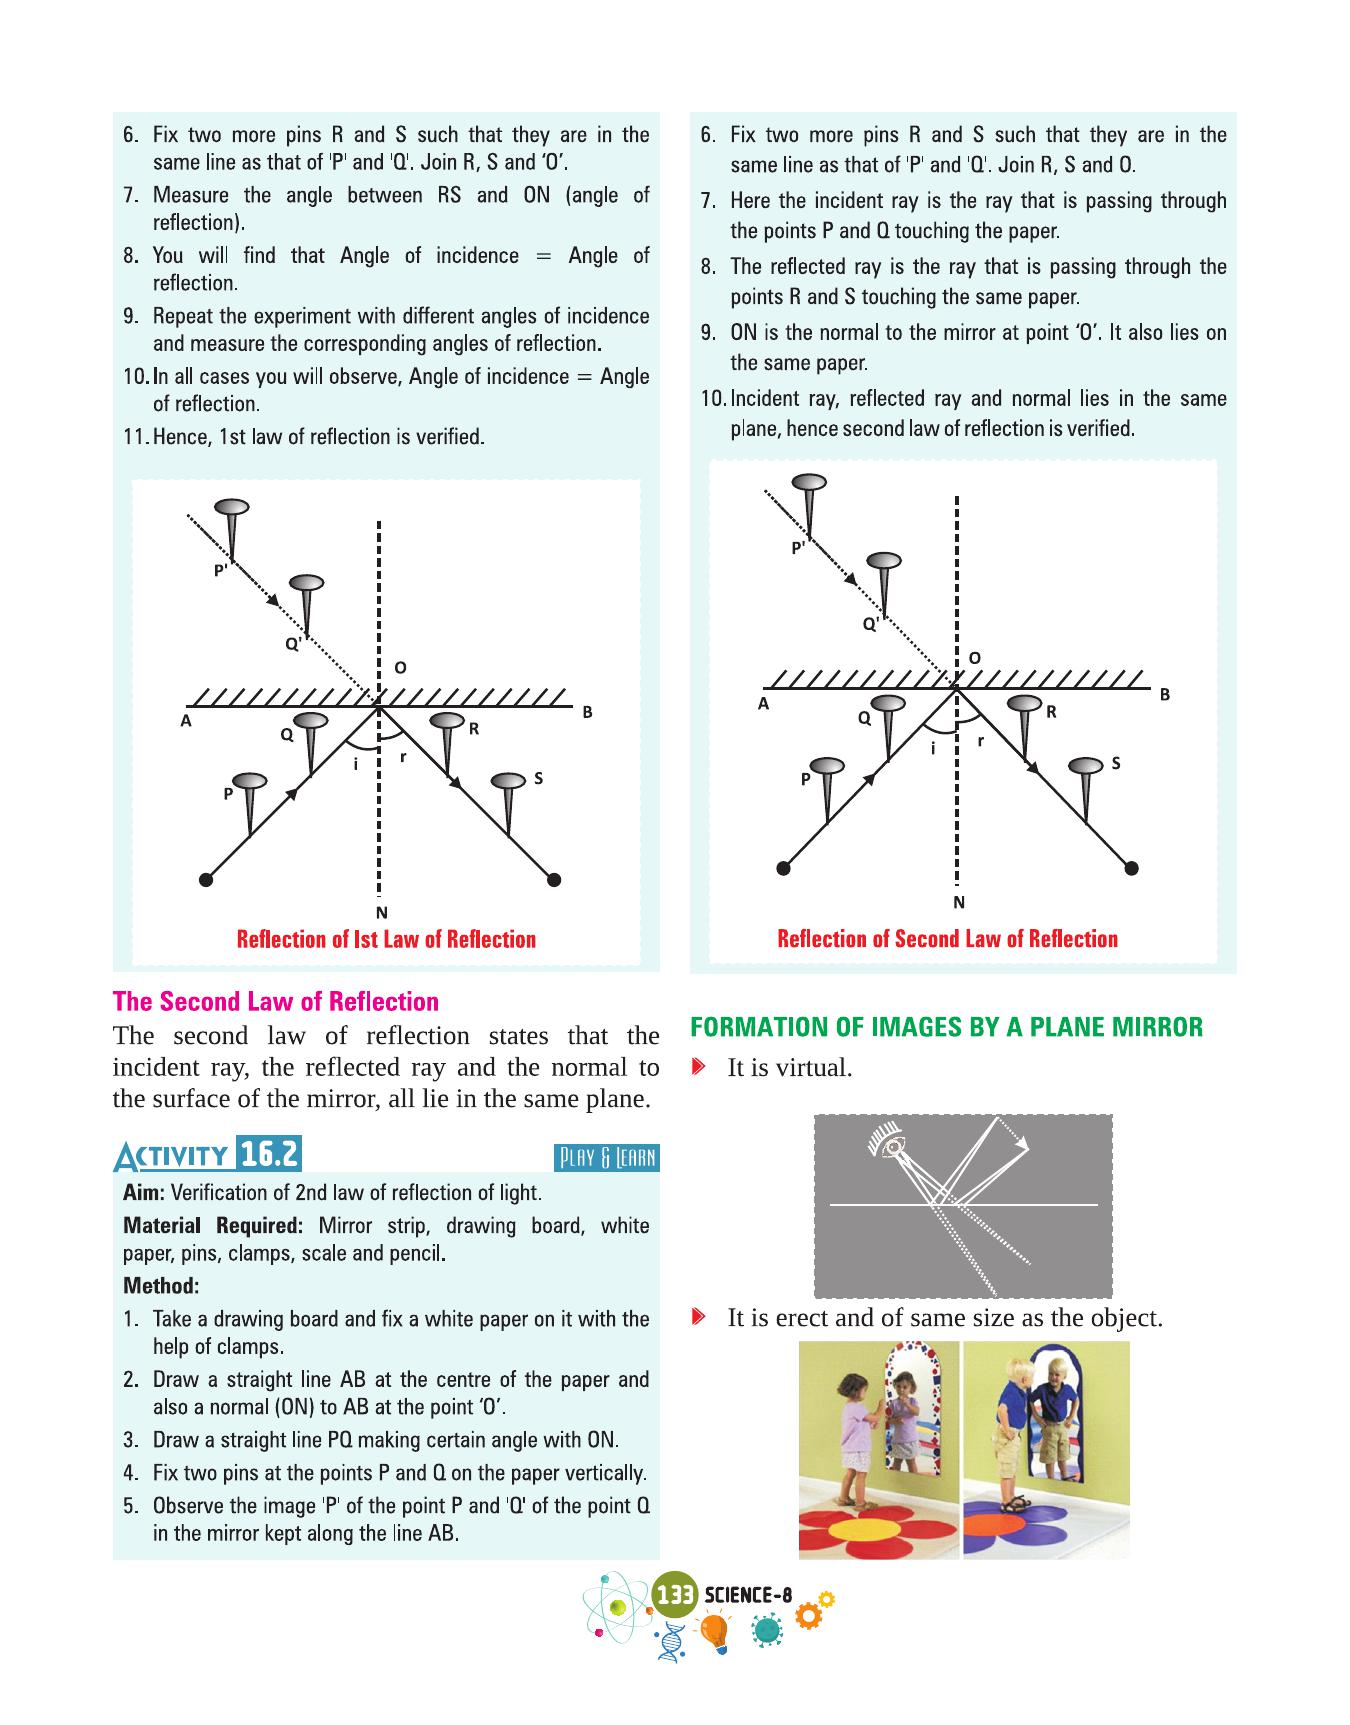 6. Fix two more pins R and S such that they are in the
same line as that of 'P' and 'Q'. Join R, S and ‘O’.
7. Measure the angle between RS and ON (angle of
reflection).
8. You will find that Angle of incidence = Angle of
reflection.
9. Repeat the experiment with different angles of incidence
and measure the corresponding angles of reflection.
10. In all cases you will observe, Angle of incidence = Angle
of reflection.
11. Hence, 1st law of reflection is verified.
P'
Q'
O
A
B
Q
R
i
r
P
S
N
Reflection of Ist Law of Reflection
The Second Law of Reflection
The second law of reflection states that the
incident ray, the reflected ray and the normal to
the surface of the mirror, all lie in the same plane.
ACTIVITY 16.2
PLAY & LEARN
Aim: Verification of 2nd law of reflection of light.
Material Required: Mirror strip, drawing board, white
paper, pins, clamps, scale and pencil.
Method:
1. Take a drawing board and fix a white paper on it with the
help of clamps.
2. Draw a straight line AB at the centre of the paper and
also a normal (ON) to AB at the point ‘O’.
3. Draw a straight line PQ making certain angle with ON.
4. Fix two pins at the points P and Q on the paper vertically.
5. Observe the image 'P' of the point P and 'Q' of the point Q
in the mirror kept along the line AB.
6. Fix two more pins R and S such that they are in the
same line as that of 'P' and 'Q'. Join R, S and O.
7. Here the incident ray is the ray that is passing through
the points P and Q touching the paper.
8. The reflected ray is the ray that is passing through the
points R and S touching the same paper.
9. ON is the normal to the mirror at point ‘O’. It also lies on
the same paper.
10. Incident ray, reflected ray and normal lies in the same
plane, hence second law of reflection is verified.
P'
Q'
O
A
B
Q
R
i
r
P
S
N
Reflection of Second Law of Reflection
FORMATION OF IMAGES BY A PLANE MIRROR
It is virtual.
It is erect and of same size as the object.
133 SCIENCE-8